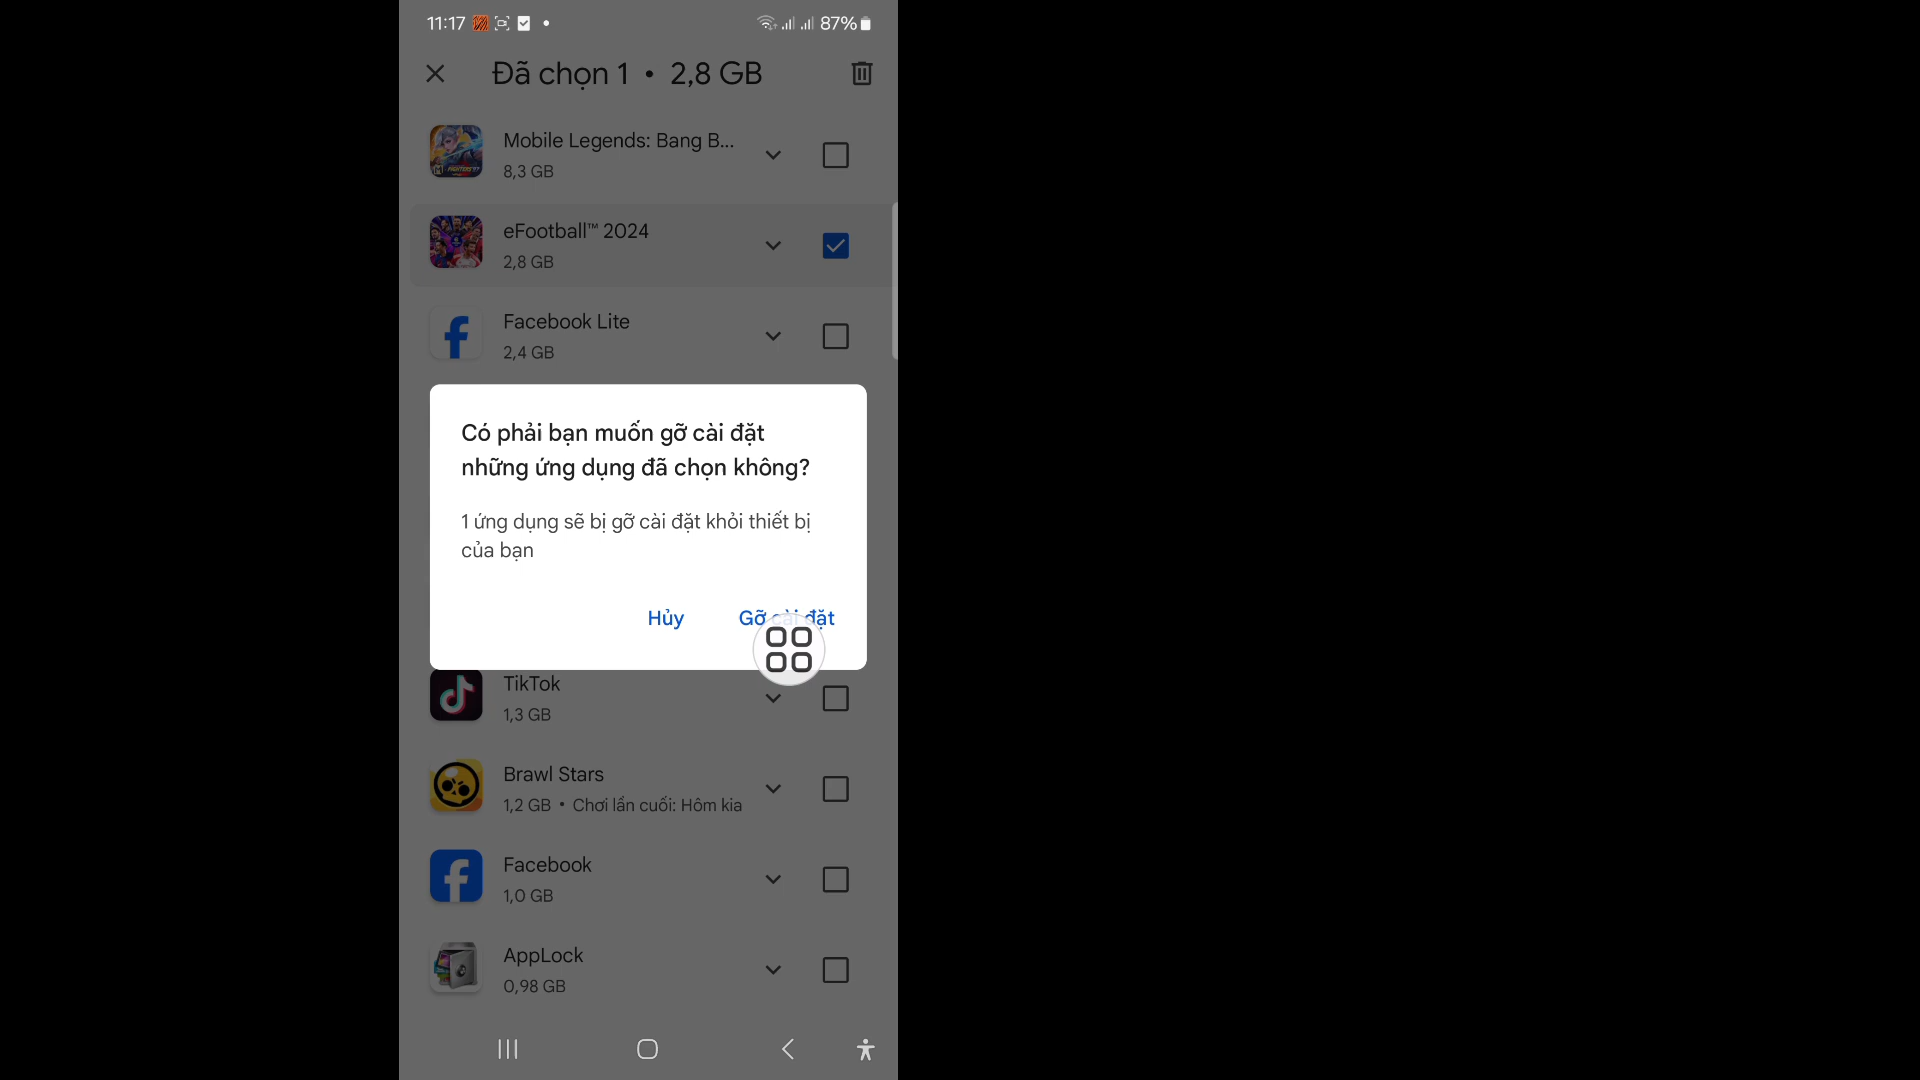 11:17
87%
Đã chọn 1 • 2,8 GB
Mobile Legends: Bang B...
8,3 GB
eFootball™ 2024
2,8 GB
Facebook Lite
2,4 GB
Có phải bạn muốn gỡ cài đặt
những ứng dụng đã chọn không?
1 ứng dụng sẽ bị gỡ cài đặt khỏi thiết bị
của bạn
Hủy
Gỡ cài đặt
TikTok
1,3 GB
Brawl Stars
1,2 GB • Chơi lần cuối: Hôm kia
Facebook
1,0 GB
AppLock
0,98 GB